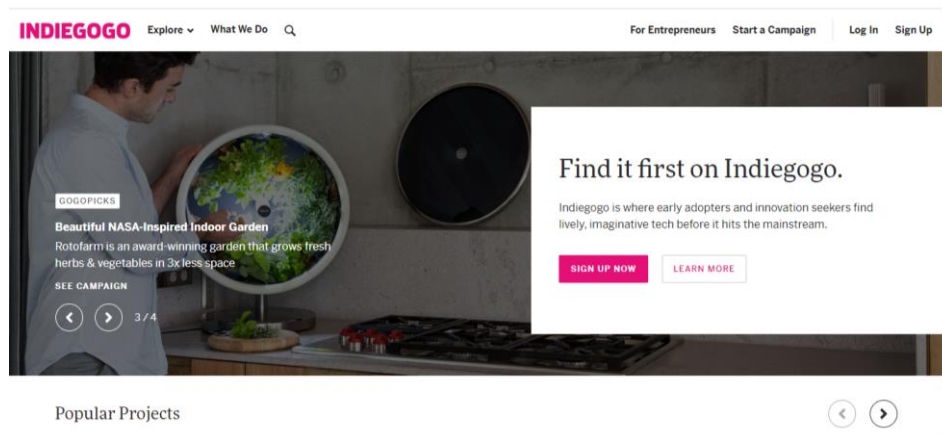 INDIEGOGO Explore What We Do For Entrepreneurs Start a Campaign Log In Sign Up
GOGOPICKS
Beautiful NASA-Inspired Indoor Garden
Rotofarm is an award-winning garden that grows fresh
herbs & vegetables in 3x less space
SEE CAMPAIGN
3/4
Find it first on Indiegogo.
Indiegogo is where early adopters and innovation seekers find
lively, imaginative tech before it hits the mainstream.
SIGN UP NOW LEARN MORE
Popular Projects